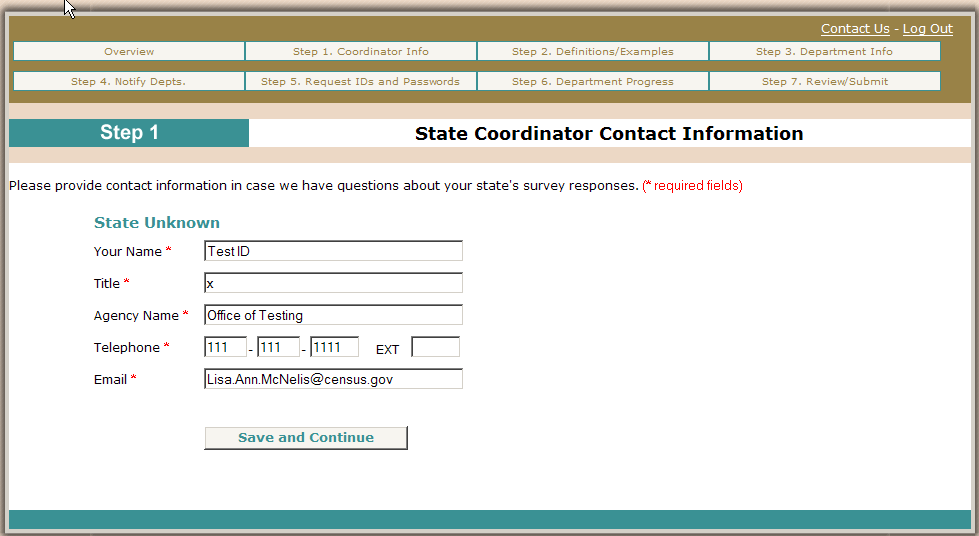 Contact Us - Log Out
Overview Step 1. Coordinator Info Step 2. Definitions/Examples Step 3. Department Info
Step 4. Notify Depts. Step 5. Request IDs and Passwords Step 6. Department Progress Step 7. Review/Submit
Step 1 State Coordinator Contact Information
Please provide contact information in case we have questions about your state's survey responses. (* required fields)
State Unknown
Your Name * Test ID
Title * x
Agency Name * Office of Testing
Telephone * 111 - 111 - 1111 EXT
Email * Lisa.Ann.McNelis@census.gov
Save and Continue